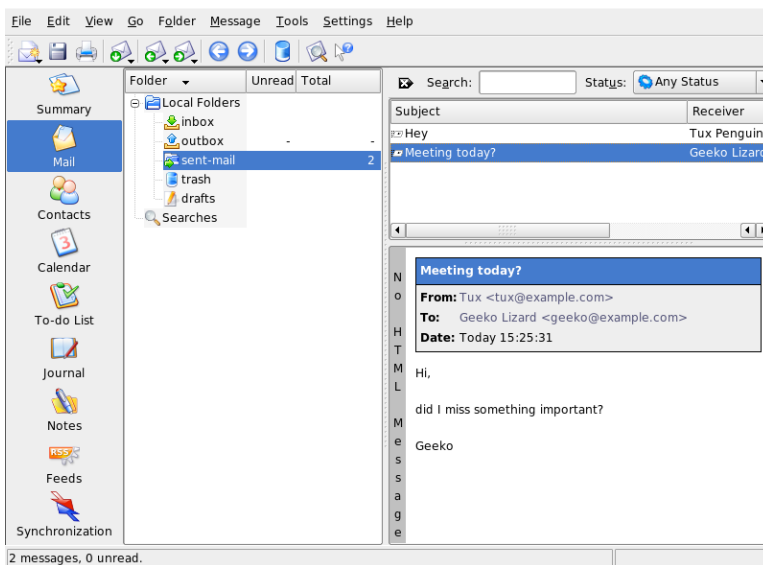 File Edit View Go Folder Message Tools Settings Help
Summary
Mail
Contacts
Calendar
To-do List
Journal
Notes
RSS
Feeds
Synchronization
Folder Unread Total
Local Folders
inbox
outbox - -
sent-mail 2
trash
drafts
Searches
Search: Status: Any Status
Subject Receiver
Hey Tux Penguin
Meeting today? Geeko Lizard
No HTML Message
Meeting today?
From: Tux <tux@example.com>
To: Geeko Lizard <geeko@example.com>
Date: Today 15:25:31
Hi,
did I miss something important?
Geeko
2 messages, 0 unread.